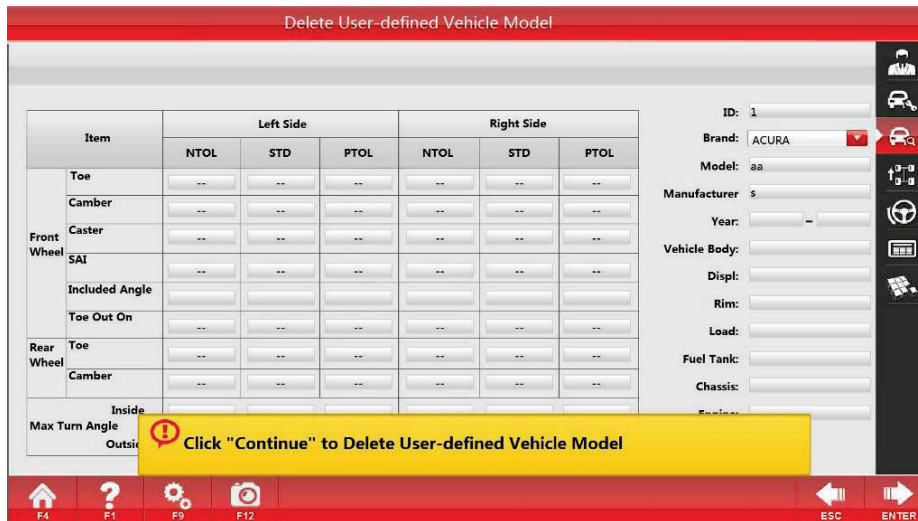 Delete User-defined Vehicle Model
Item Left Side Right Side
NTOL STD PTOL NTOL STD PTOL
Front Wheel
Toe -- -- -- -- -- --
Camber -- -- -- -- -- --
Caster -- -- -- -- -- --
SAI -- -- -- -- -- --
Included Angle
Toe Out On -- -- -- -- -- --
Rear Wheel
Toe -- -- -- -- -- --
Camber -- -- -- -- -- --
Inside
Max Turn Angle
ID: 1
Brand: ACURA
Model: aa
Manufacturer s
Year: –
Vehicle Body:
Displ:
Rim:
Load:
Fuel Tank:
Chassis:
Click "Continue" to Delete User-defined Vehicle Model
F4 F1 F9 F12 ESC ENTER